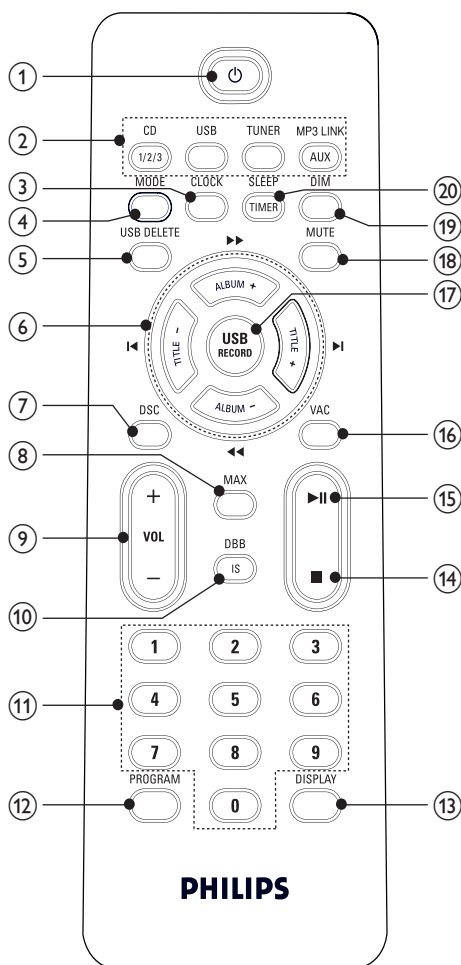 1
CD USB TUNER MP3 LINK
2 1/2/3 AUX
MODE CLOCK SLEEP DIM
3 TIMER 20
4 19
USB DELETE MUTE
5 18
ALBUM + 17
6 TITLE - USB RECORD TITLE +
ALBUM -
7 DSC VAC 16
8 MAX 15
+
9 VOL
-
DBB
10 IS 14
1 2 3
11 4 5 6
7 8 9
PROGRAM DISPLAY
12 0 13
PHILIPS